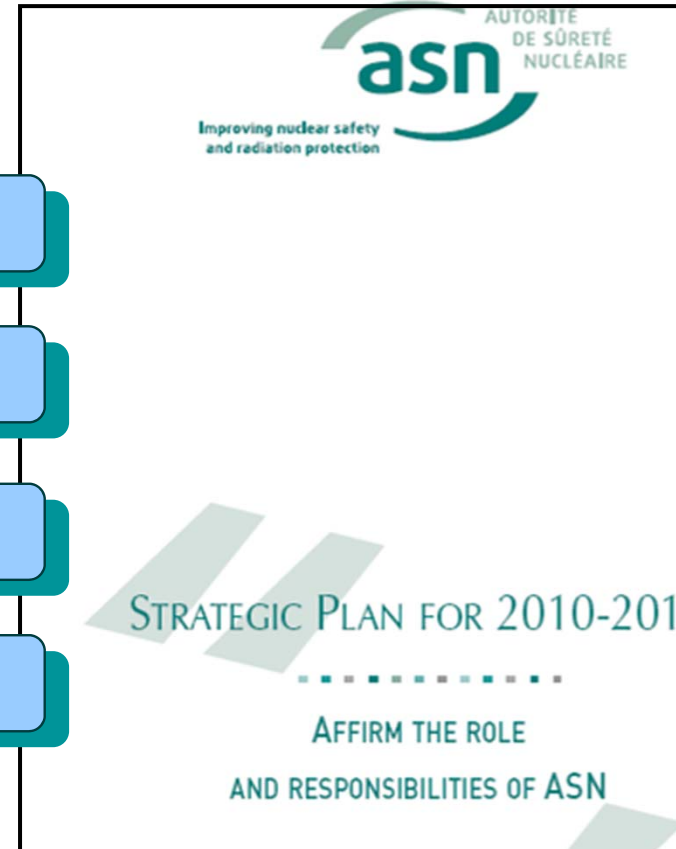 AUTORITÉ
DE SÛRETÉ
NUCLÉAIRE
asn
Improving nuclear safety
and radiation protection
STRATEGIC PLAN FOR 2010-201
AFFIRM THE ROLE
AND RESPONSIBILITIES OF ASN